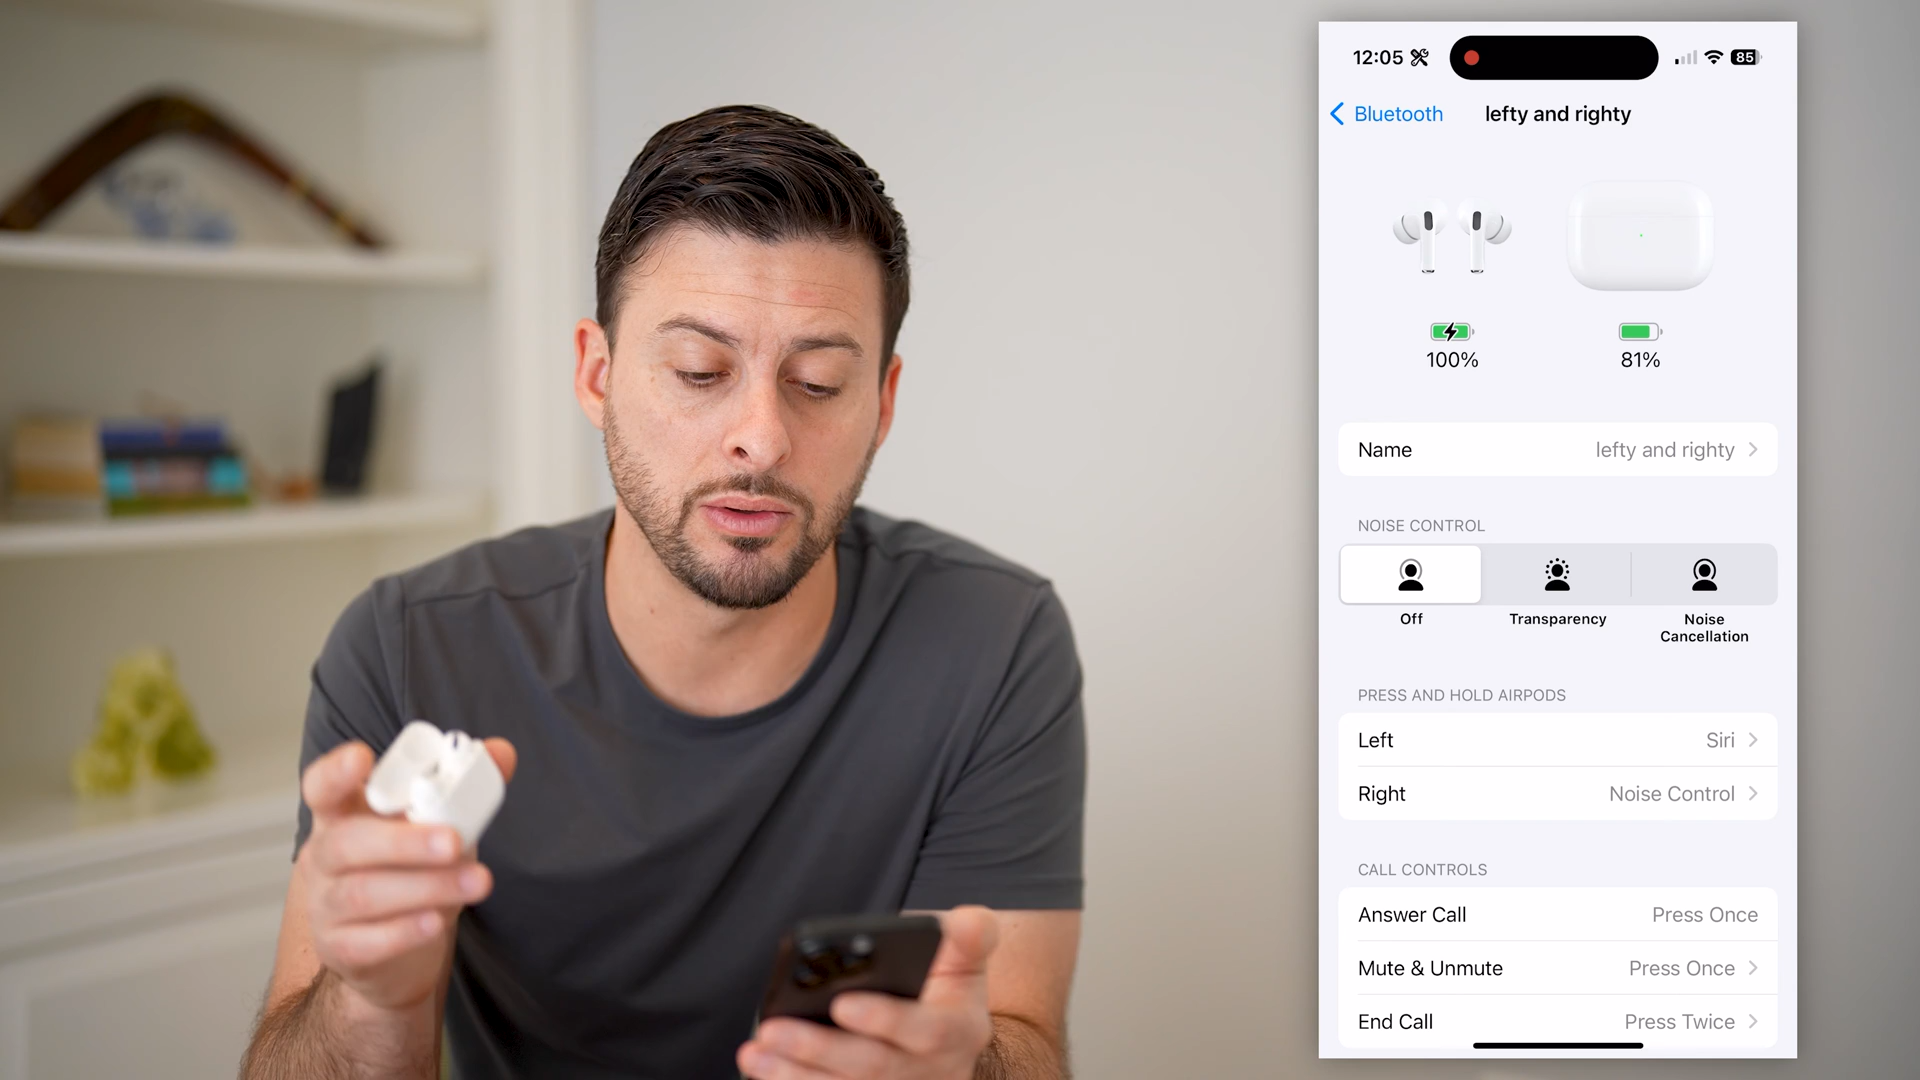 12:05
85
Bluetooth
lefty and righty
100%
81%
Name
lefty and righty
NOISE CONTROL
Off
Transparency
Noise
Cancellation
PRESS AND HOLD AIRPODS
Left
Siri
Right
Noise Control
CALL CONTROLS
Answer Call
Press Once
Mute & Unmute
Press Once
End Call
Press Twice